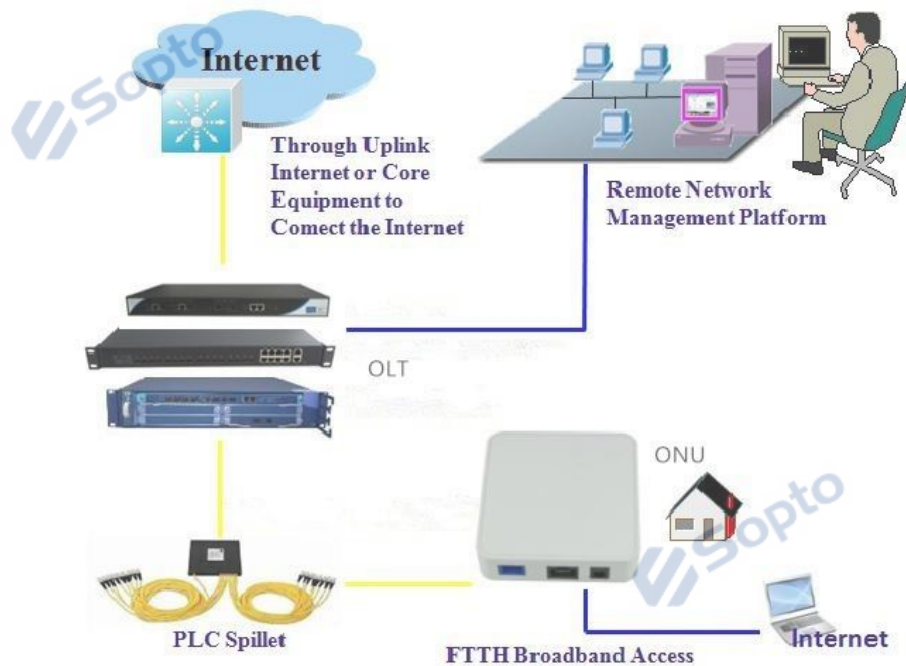 Internet
Sopto
Through Uplink
Internet or Core
Equipment to
Comect the Internet
Remote Network
Management Platform
OLT
ONU
Sopto
PLC Spillet
FTTH Broadband Access
Internet